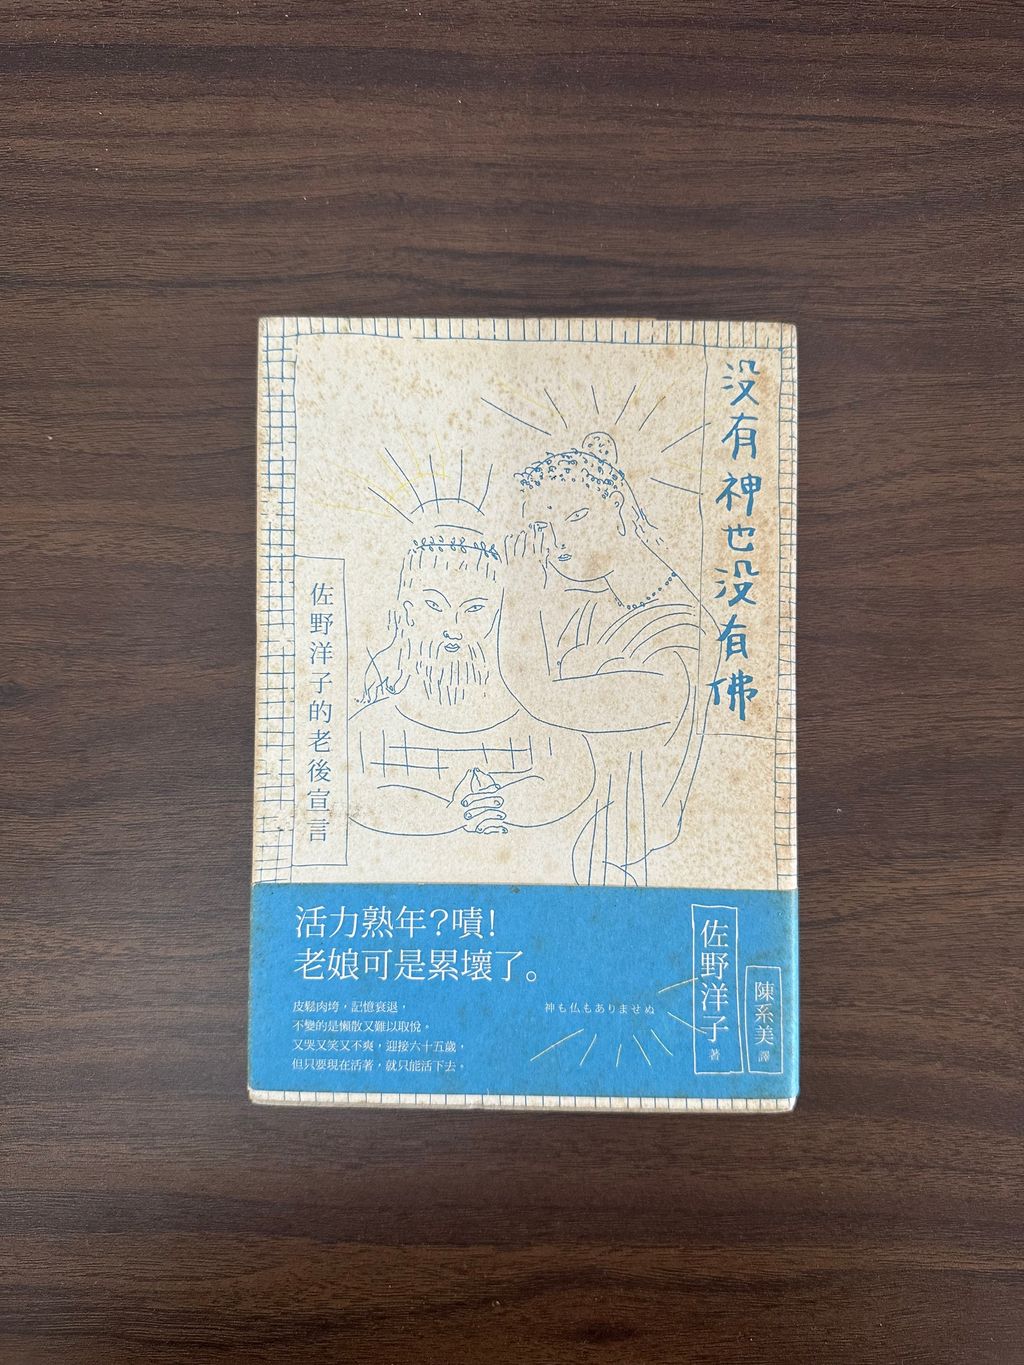 没有神也没有佛
佐野洋子的老後宣言
活力熟年？嘖！
老娘可是累壞了。
皮鬆肉垮，記憶衰退，
不變的是懶散又難以取悅。
又哭又笑又不爽，迎接六十五歲，
但只要現在活著，就只能活下去。
神も仏もありませぬ
佐野洋子 著
陳系美 譯